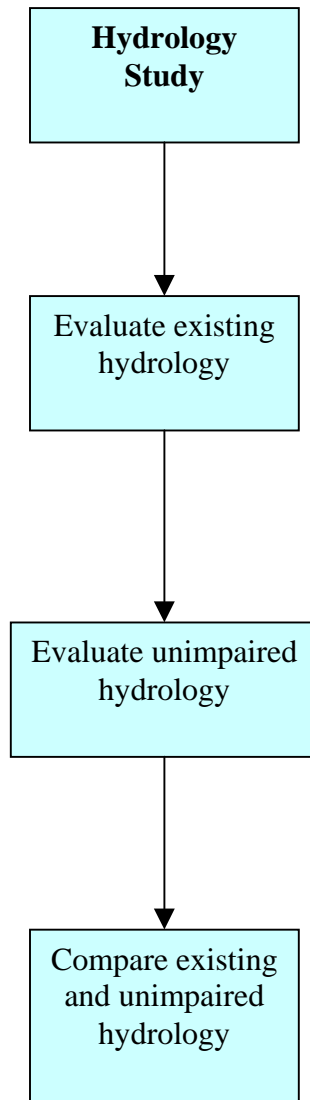 Hydrology
Study
Evaluate existing
hydrology
Evaluate unimpaired
hydrology
Compare existing
and unimpaired
hydrology